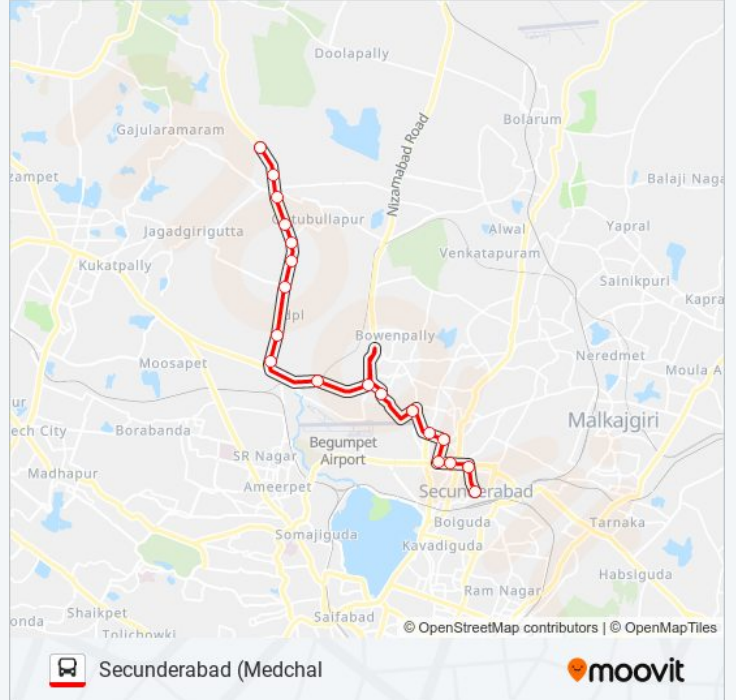 Doolapally
Bolarum
Gajularamaram
Nizamabad Road
zampet
Balaji Naga
Jagadgirigutta
Alwal
Yapral
Venkatapuram
Kukatpally
Sainikpuri
Kapra
dpl
Bowenpally
Neredmet
Moosapet
Moula A
ur
ech City
Borabanda
Malkajgiri
SR Nagar
Begumpet
Airport
Madhapur
Ameerpet
Bolguda
Tarnaka
Somajiguda
Kavadiguda
Habsiguda
Ram Nagar
Shaikpet
onda
Saifabad
Tolichowki
© OpenStreetMap contributors | © OpenMapTiles
Secunderabad (Medchal
moovit